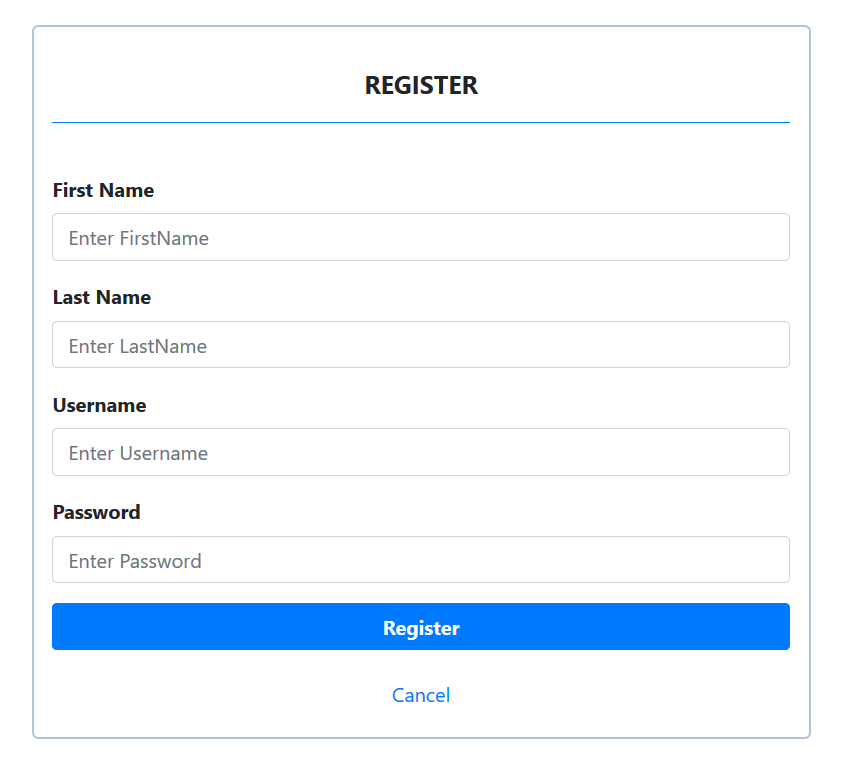 REGISTER
First Name
Enter FirstName
Last Name
Enter LastName
Username
Enter Username
Password
Enter Password
Register
Cancel